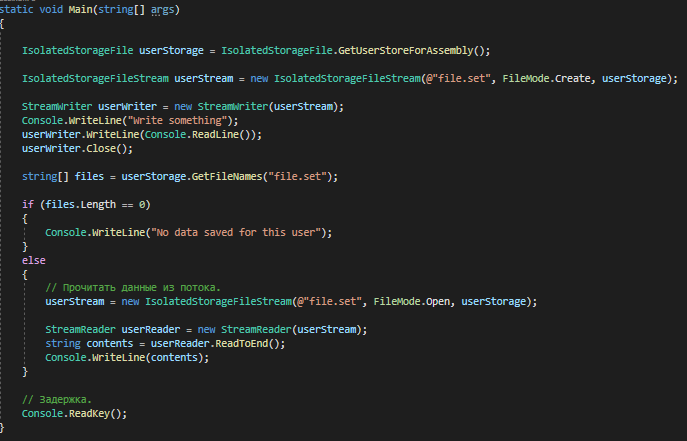 static void Main(string[] args)
{
IsolatedStorageFile userStorage = IsolatedStorageFile.GetUserStoreForAssembly();
IsolatedStorageFileStream userStream = new IsolatedStorageFileStream(@"file.set", FileMode.Create, userStorage);
StreamWriter userWriter = new StreamWriter(userStream);
Console.WriteLine("Write something");
userWriter.WriteLine(Console.ReadLine());
userWriter.Close();
string[] files = userStorage.GetFileNames("file.set");
if (files.Length == 0)
{
Console.WriteLine("No data saved for this user");
}
else
{
// Прочитать данные из потока.
userStream = new IsolatedStorageFileStream(@"file.set", FileMode.Open, userStorage);
StreamReader userReader = new StreamReader(userStream);
string contents = userReader.ReadToEnd();
Console.WriteLine(contents);
}
// Задержка.
Console.ReadKey();
}